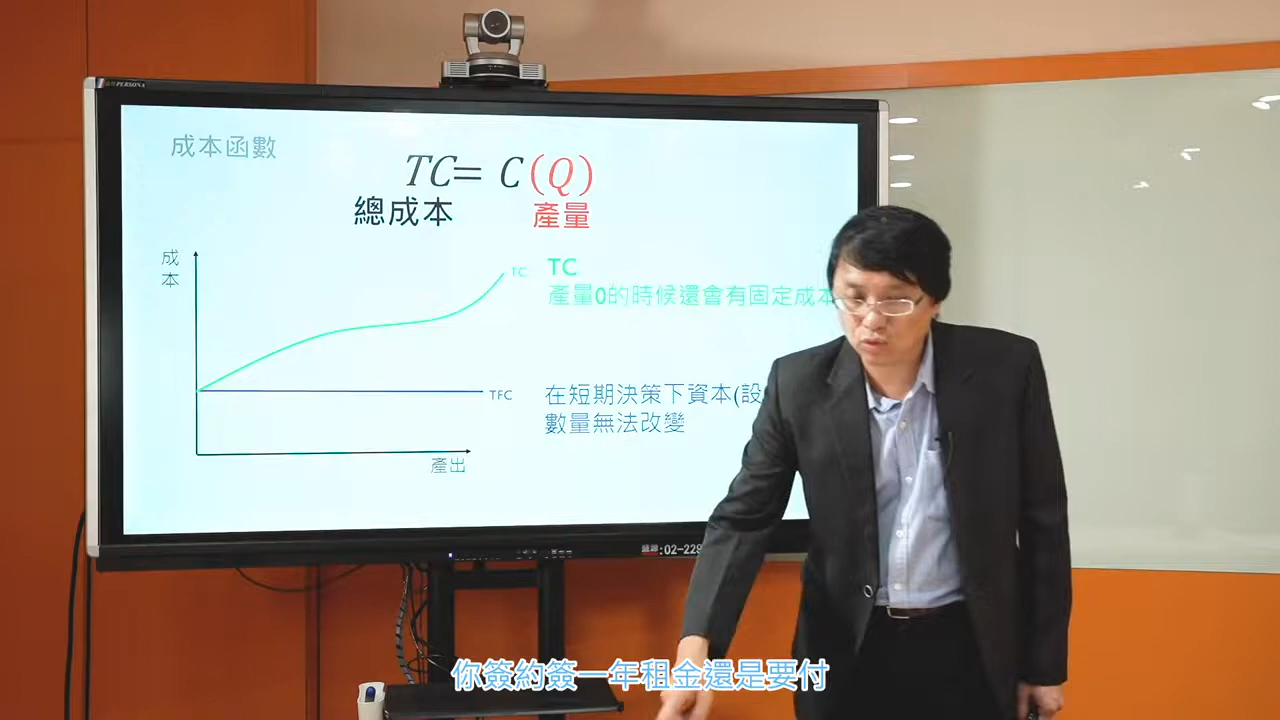 PERSONA
成本函數
TC= C(Q)
總成本
產量
成本
TC
TC
產量0的時候還會有固定成本
TFC
在短期決策下資本(設
數量無法改變
產出
:02-229
你簽約簽一年租金還是要付